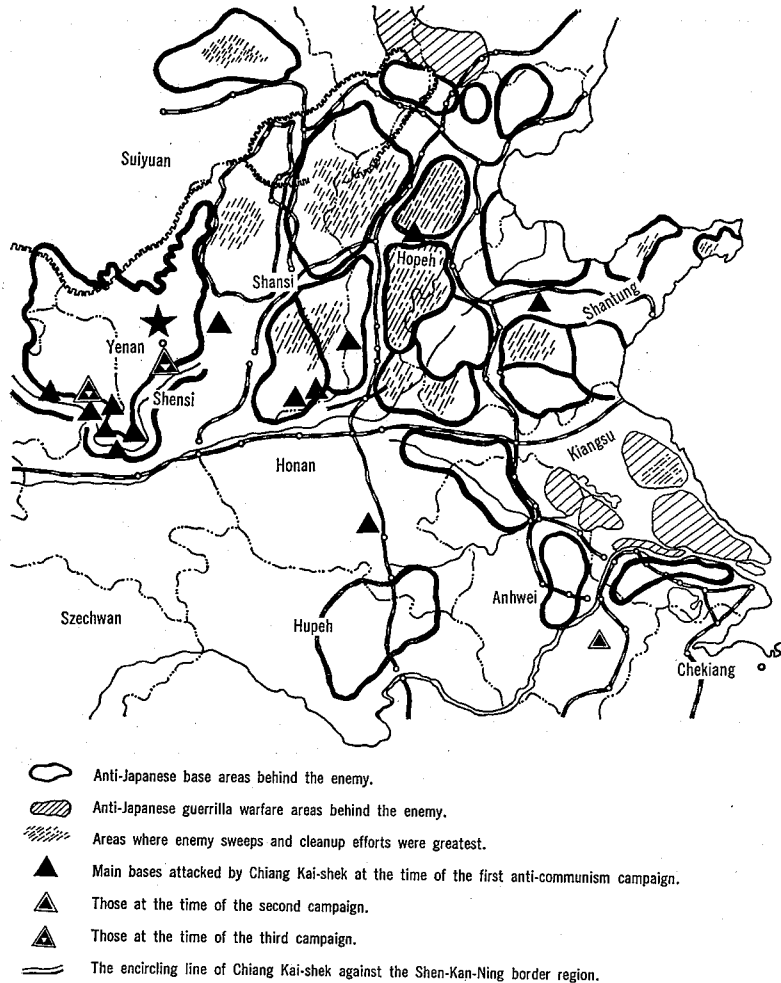 Suiyuan
Hopeh
Shansi
Shantung
Yenan
Shensi
Kiangsu
Honan
Anhwei
Szechwan
Hupeh
Chekiang
Anti-Japanese base areas behind the enemy.
Anti-Japanese guerrilla warfare areas behind the enemy.
Areas where enemy sweeps and cleanup efforts were greatest.
Main bases attacked by Chiang Kai-shek at the time of the first anti-communism campaign.
Those at the time of the second campaign.
Those at the time of the third campaign.
The encircling line of Chiang Kai-shek against the Shen-Kan-Ning border region.